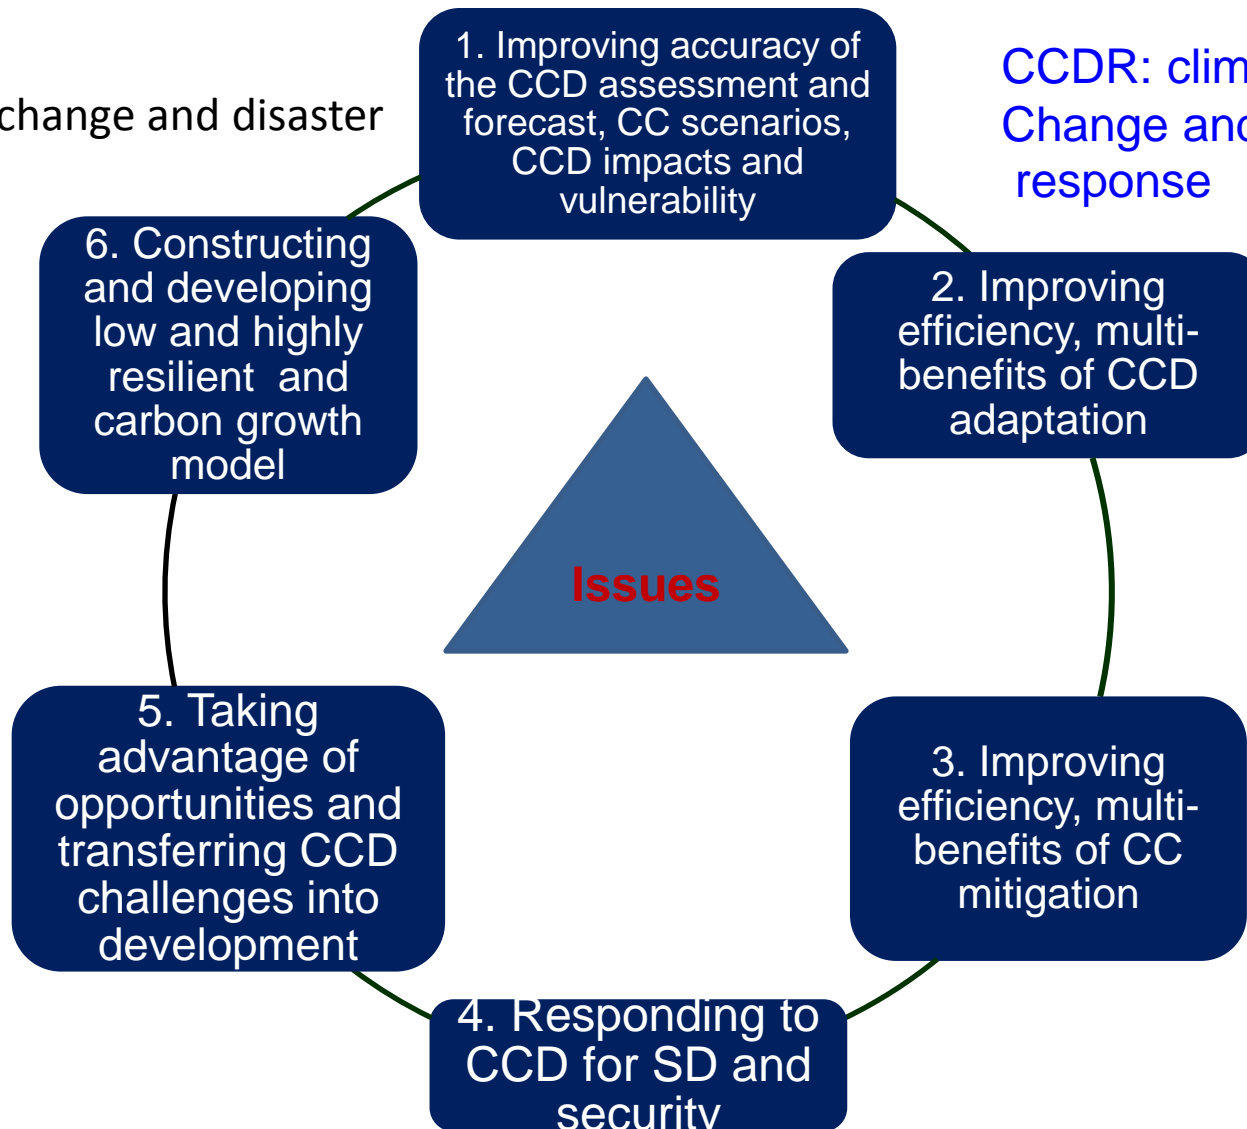 change and disaster
CCDR: clim
Change and
response
1. Improving accuracy of
the CCD assessment and
forecast, CC scenarios,
CCD impacts and
vulnerability
2. Improving
efficiency, multi-
benefits of CCD
adaptation
3. Improving
efficiency, multi-
benefits of CC
mitigation
4. Responding to
CCD for SD and
security
5. Taking
advantage of
opportunities and
transferring CCD
challenges into
development
6. Constructing
and developing
low and highly
resilient and
carbon growth
model
Issues